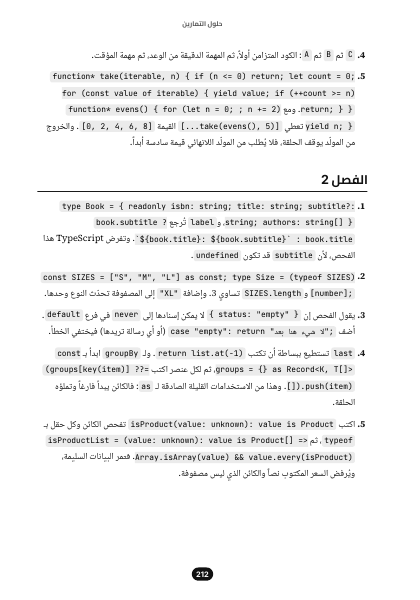 حلول التمارين
4. C ثم B ثم A: الكود المتزامن أولًا، ثم المهمة الدقيقة من الوعد، ثم مهمة المؤقت.
5. function* take(iterable, n) { if (n <= 0) return; let count = 0;
for (const value of iterable) { yield value; if (++count >= n)
return; } }. ومع function* evens() { for (let n = 0; ; n += 2)
yield n; } تعطي [...take(evens(), 5)] القيمة [0, 2, 4, 6, 8]. والخروج
من المولّد يوقف الحلقة، فلا يُطلب من المولّد اللانهائي قيمة سادسة أبداً.
الفصل 2
1. type Book = { readonly isbn: string; title: string; subtitle?:
string; authors: string[] }، و label تُرجع book.subtitle ?
`${book.title}: ${book.subtitle}` : book.title. وتفرض TypeScript هذا
الفحص، لأن subtitle قد تكون undefined.
2. const SIZES = ["S", "M", "L"] as const; type Size = (typeof SIZES)
[number]; و SIZES.length تساوي 3. وإضافة "XL" إلى المصفوفة تحدّث النوع وحدها.
3. يقول الفحص إن { status: "empty" } لا يمكن إسنادها إلى never في فرع default.
أضف case "empty": return "لا شيء هنا بعد"; (أو أي رسالة تريدها) فيختفي الخطأ.
4. last تستطيع ببساطة أن تكتب return list.at(-1). ولـ groupBy ابدأ بـ const
groups = {} as Record<K, T[]>، ثم لكل عنصر اكتب (groups[key(item)] ??=
[]).push(item). وهذا من الاستخدامات القليلة الصادقة لـ as: فالكائن يبدأ فارغاً وتملؤه
الحلقة.
5. اكتب isProduct(value: unknown): value is Product تفحص الكائن وكل حقل بـ
typeof، ثم isProductList = (value: unknown): value is Product[] =>
Array.isArray(value) && value.every(isProduct). فتمر البيانات السليمة،
ويُرفض السعر المكتوب نصاً والكائن الذي ليس مصفوفة.
212